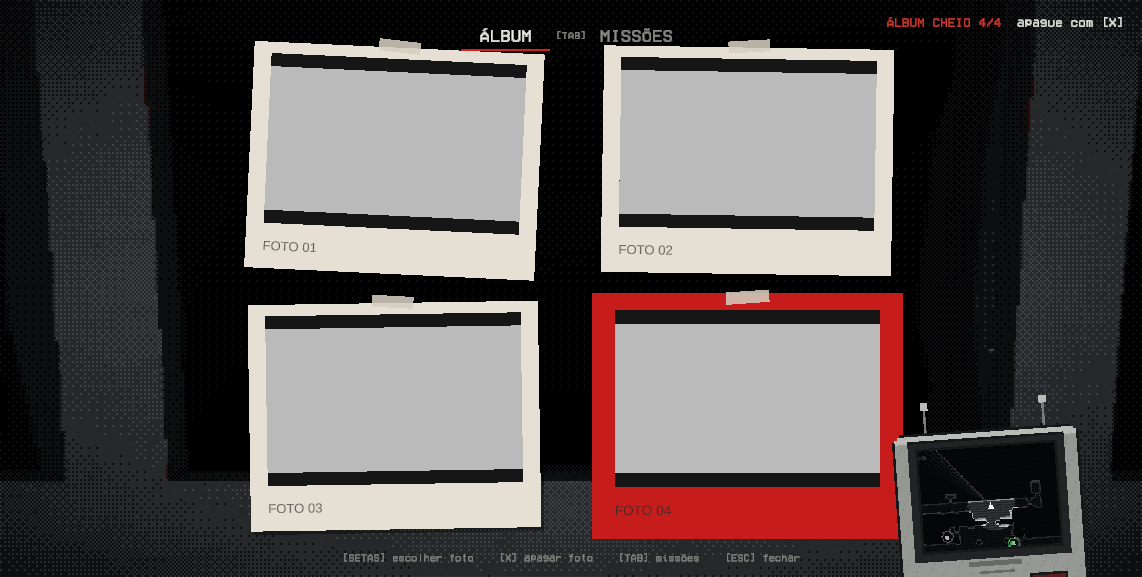 ÁLBUM CHEIO 4/4 apague com [X]
ÁLBUM [TAB] MISSÕES
FOTO 01
FOTO 02
FOTO 03
FOTO 04
[SETAS] escolher foto [X] apagar foto [TAB] missões [ESC] fechar